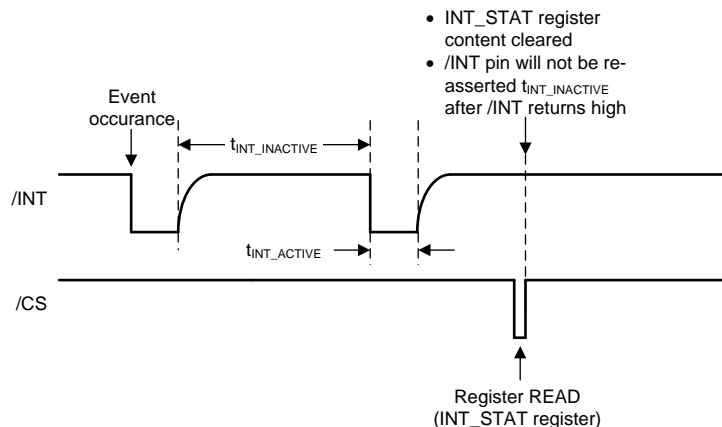 • INT_STAT register
content cleared
• /INT pin will not be re-
asserted tINT_INACTIVE
after /INT returns high
Event
occurance
tINT_INACTIVE
/INT
tINT_ACTIVE
/CS
Register READ
(INT_STAT register)